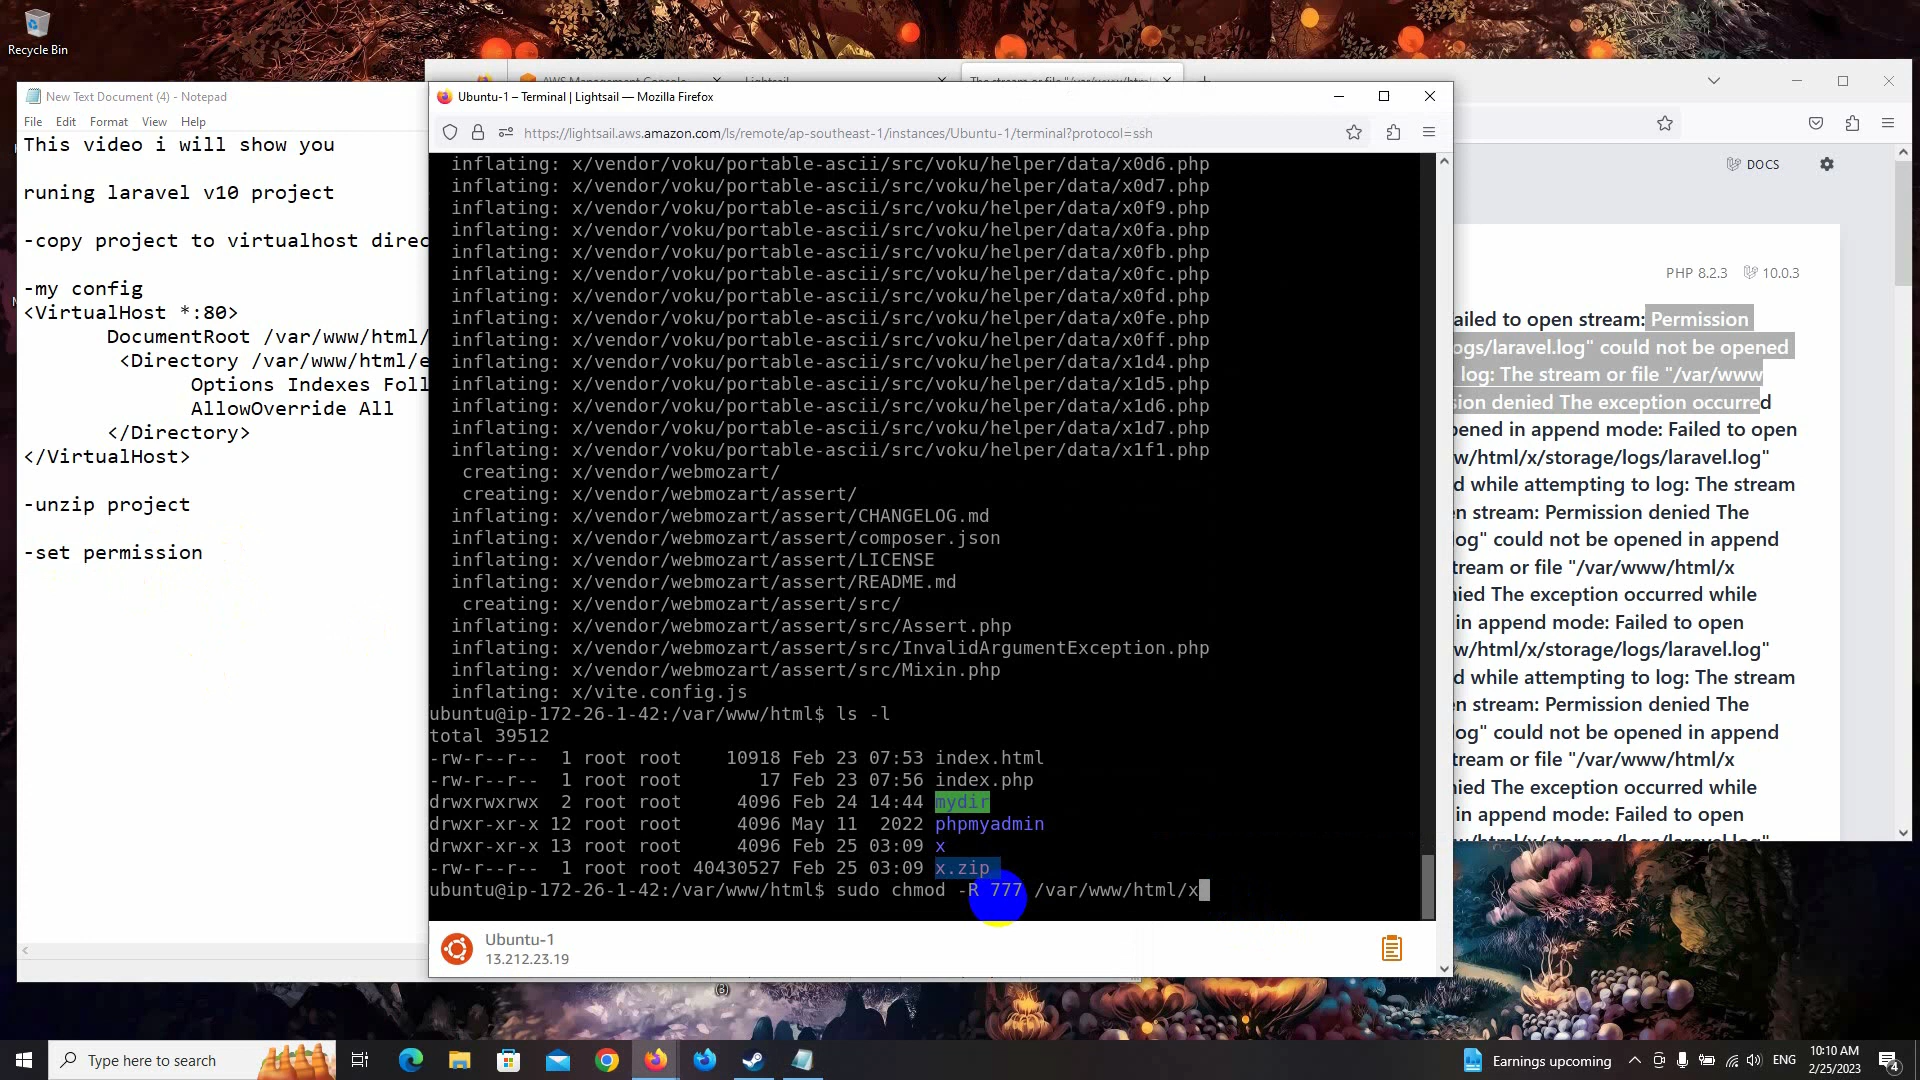 Recycle Bin
New Text Document (4) - Notepad
File Edit Format View Help
This video i will show you
runing laravel v10 project
-copy project to virtualhost direc
-my config
<VirtualHost *:80>
DocumentRoot /var/www/html/
<Directory /var/www/html/e
Options Indexes Foll
AllowOverride All
</Directory>
</VirtualHost>
-unzip project
-set permission
Ubuntu-1 – Terminal | Lightsail — Mozilla Firefox
https://lightsail.aws.amazon.com/ls/remote/ap-southeast-1/instances/Ubuntu-1/terminal?protocol=ssh
inflating: x/vendor/voku/portable-ascii/src/voku/helper/data/x0d6.php
inflating: x/vendor/voku/portable-ascii/src/voku/helper/data/x0d7.php
inflating: x/vendor/voku/portable-ascii/src/voku/helper/data/x0f9.php
inflating: x/vendor/voku/portable-ascii/src/voku/helper/data/x0fa.php
inflating: x/vendor/voku/portable-ascii/src/voku/helper/data/x0fb.php
inflating: x/vendor/voku/portable-ascii/src/voku/helper/data/x0fc.php
inflating: x/vendor/voku/portable-ascii/src/voku/helper/data/x0fd.php
inflating: x/vendor/voku/portable-ascii/src/voku/helper/data/x0fe.php
inflating: x/vendor/voku/portable-ascii/src/voku/helper/data/x0ff.php
inflating: x/vendor/voku/portable-ascii/src/voku/helper/data/x1d4.php
inflating: x/vendor/voku/portable-ascii/src/voku/helper/data/x1d5.php
inflating: x/vendor/voku/portable-ascii/src/voku/helper/data/x1d6.php
inflating: x/vendor/voku/portable-ascii/src/voku/helper/data/x1d7.php
inflating: x/vendor/voku/portable-ascii/src/voku/helper/data/x1f1.php
creating: x/vendor/webmozart/
creating: x/vendor/webmozart/assert/
inflating: x/vendor/webmozart/assert/CHANGELOG.md
inflating: x/vendor/webmozart/assert/composer.json
inflating: x/vendor/webmozart/assert/LICENSE
inflating: x/vendor/webmozart/assert/README.md
creating: x/vendor/webmozart/assert/src/
inflating: x/vendor/webmozart/assert/src/Assert.php
inflating: x/vendor/webmozart/assert/src/InvalidArgumentException.php
inflating: x/vendor/webmozart/assert/src/Mixin.php
inflating: x/vite.config.js
ubuntu@ip-172-26-1-42:/var/www/html$ ls -l
total 39512
-rw-r--r-- 1 root root 10918 Feb 23 07:53 index.html
-rw-r--r-- 1 root root 17 Feb 23 07:56 index.php
drwxrwxrwx 2 root root 4096 Feb 24 14:44 mydir
drwxr-xr-x 12 root root 4096 May 11 2022 phpmyadmin
drwxr-xr-x 13 root root 4096 Feb 25 03:09 x
-rw-r--r-- 1 root root 40430527 Feb 25 03:09 x.zip
ubuntu@ip-172-26-1-42:/var/www/html$ sudo chmod -R 777 /var/www/html/x
Ubuntu-1
13.212.23.19
DOCS
PHP 8.2.3 10.0.3
ailed to open stream: Permission
ogs/laravel.log" could not be opened
log: The stream or file "/var/www
sion denied The exception occurred
pened in append mode: Failed to open
w/html/x/storage/logs/laravel.log"
d while attempting to log: The stream
n stream: Permission denied The
log" could not be opened in append
tream or file "/var/www/html/x
nied The exception occurred while
in append mode: Failed to open
w/html/x/storage/logs/laravel.log"
d while attempting to log: The stream
n stream: Permission denied The
log" could not be opened in append
tream or file "/var/www/html/x
nied The exception occurred while
in append mode: Failed to open
Type here to search
Earnings upcoming
ENG
10:10 AM
2/25/2023
4